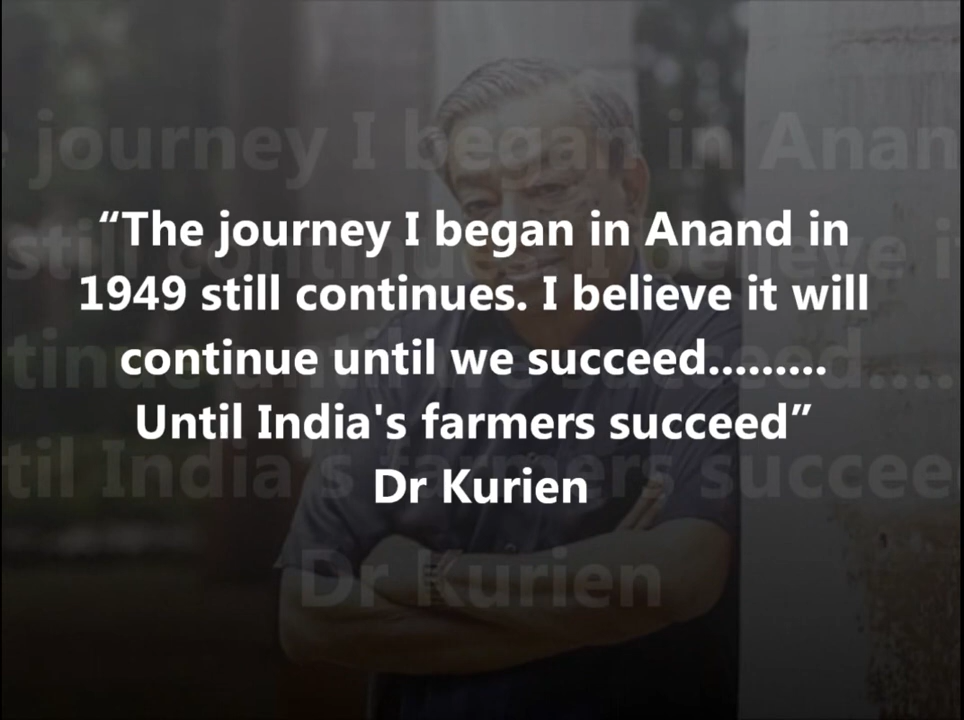 “The journey I began in Anand in
1949 still continues. I believe it will
continue until we succeed.........
Until India's farmers succeed”
Dr Kurien